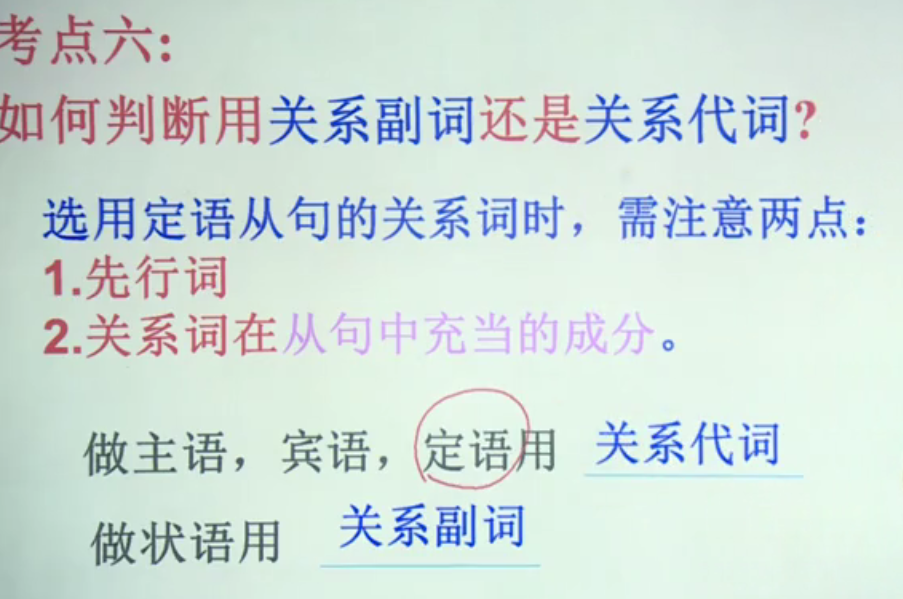 考点六:
如何判断用关系副词还是关系代词?
选用定语从句的关系词时，需注意两点：
1.先行词
2.关系词在从句中充当的成分。
做主语，宾语，定语用 关系代词
做状语用 关系副词